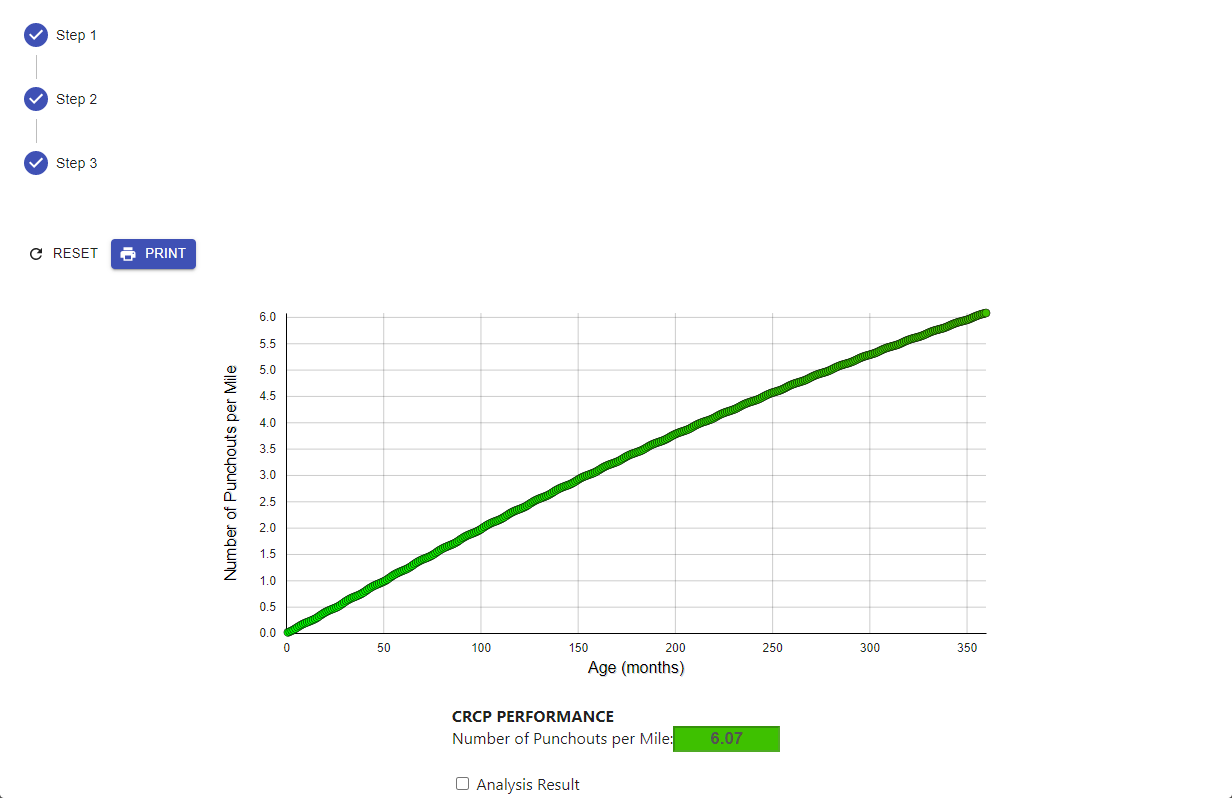 Step 1
Step 2
Step 3
RESET PRINT
6.0
5.5
5.0
4.5
4.0
3.5
3.0
2.5
2.0
1.5
1.0
0.5
0.0
Number of Punchouts per Mile
0 50 100 150 200 250 300 350
Age (months)
CRCP PERFORMANCE
Number of Punchouts per Mile: 6.07
Analysis Result